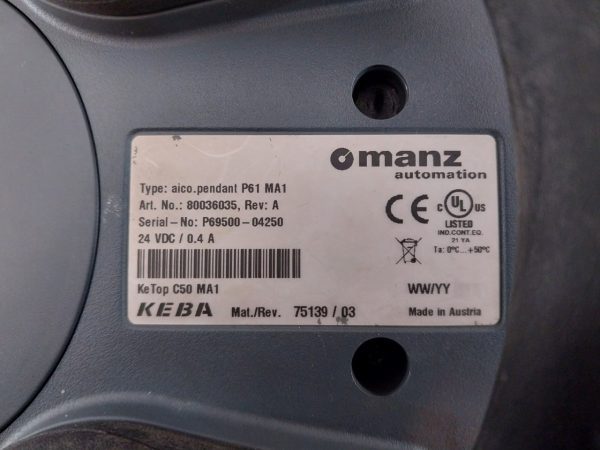 manz
automation
Type: aico.pendant P61 MA1
Art. No.: 80036035, Rev: A
Serial-No: P69500-04250
24 VDC / 0.4 A
CE
C UL US
LISTED
IND.CONT.EQ.
21 YA
Ta: 0°C...+50°C
KeTop C50 MA1
WW/YY
KEBA Mat./Rev. 75139 / 03
Made in Austria